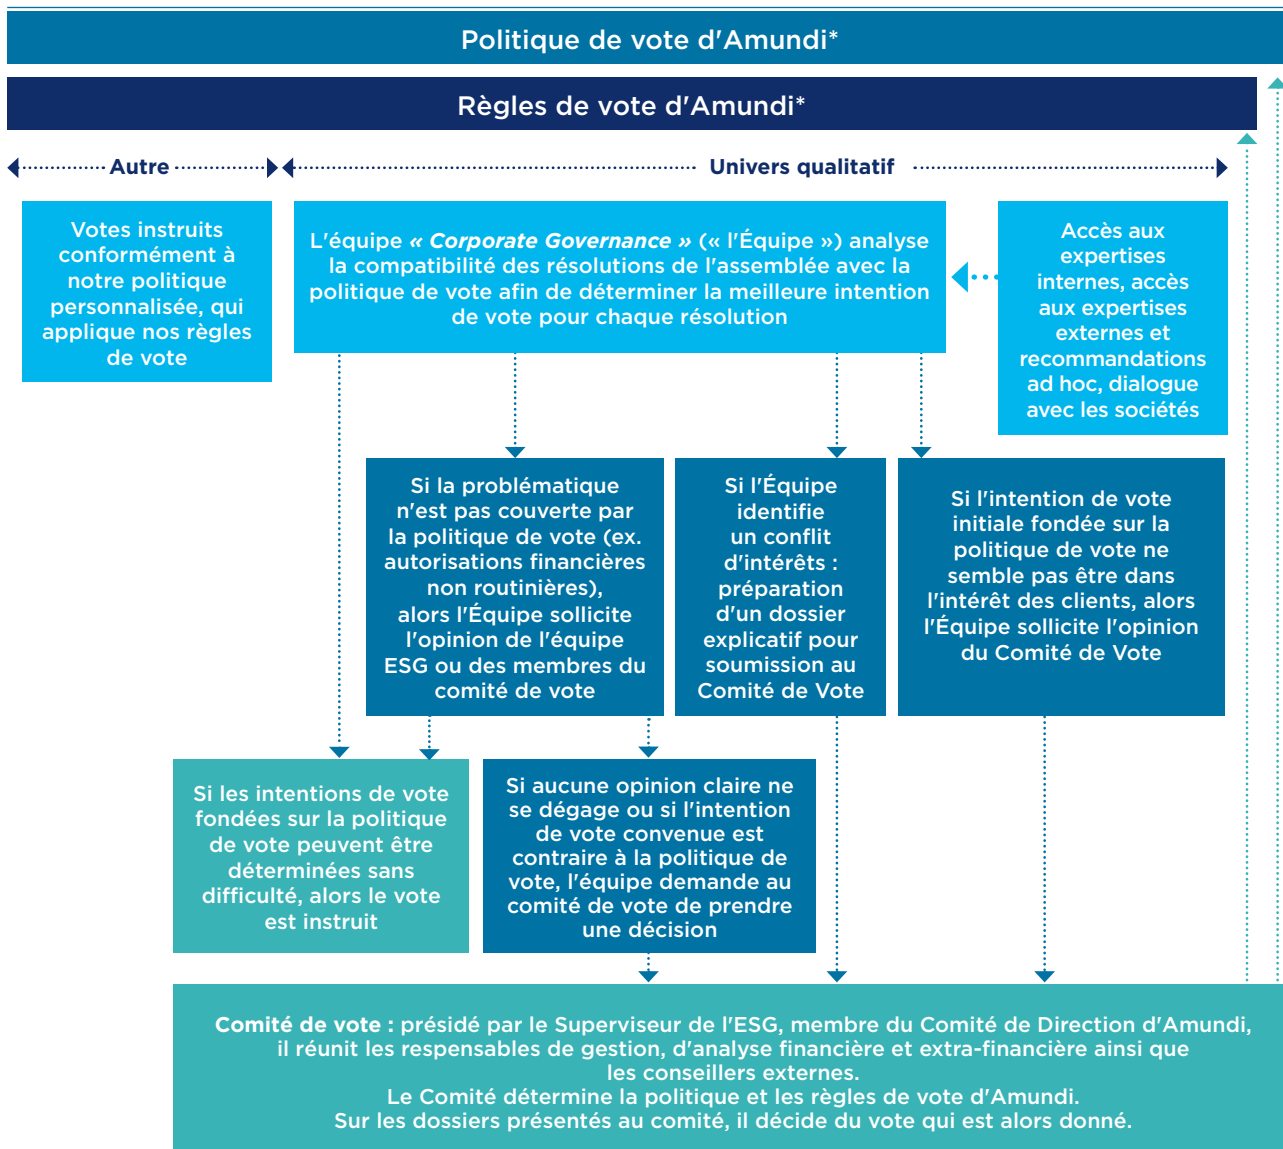 Politique de vote d'Amundi*
Règles de vote d'Amundi*
Autre
Univers qualitatif
Votes instruits
conformément à
notre politique
personnalisée, qui
applique nos règles
de vote
L'équipe « Corporate Governance » (« l'Équipe ») analyse
la compatibilité des résolutions de l'assemblée avec la
politique de vote afin de déterminer la meilleure intention
de vote pour chaque résolution
Accès aux
expertises
internes, accès
aux expertises
externes et
recommandations
ad hoc, dialogue
avec les sociétés
Si la problématique
n'est pas couverte par
la politique de vote (ex.
autorisations financières
non routinières),
alors l'Équipe sollicite
l'opinion de l'équipe
ESG ou des membres du
comité de vote
Si l'Équipe
identifie
un conflit
d'intérêts :
préparation
d'un dossier
explicatif pour
soumission au
Comité de Vote
Si l'intention de vote
initiale fondée sur la
politique de vote ne
semble pas être dans
l'intérêt des clients, alors
l'Équipe sollicite l'opinion
du Comité de Vote
Si les intentions de vote
fondées sur la politique
de vote peuvent être
déterminées sans
difficulté, alors le vote
est instruit
Si aucune opinion claire ne
se dégage ou si l'intention
de vote convenue est
contraire à la politique de
vote, l'équipe demande au
comité de vote de prendre
une décision
Comité de vote : présidé par le Superviseur de l'ESG, membre du Comité de Direction d'Amundi,
il réunit les responsables de gestion, d'analyse financière et extra-financière ainsi que
les conseillers externes.
Le Comité détermine la politique et les règles de vote d'Amundi.
Sur les dossiers présentés au comité, il décide du vote qui est alors donné.